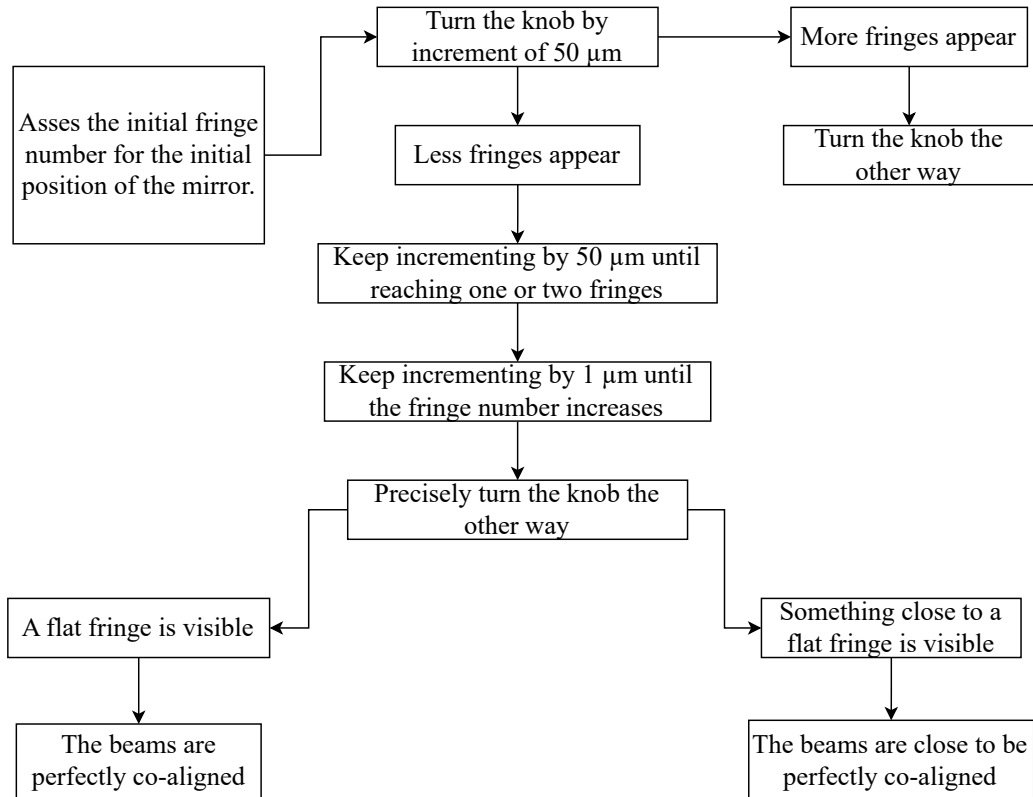 Turn the knob by
increment of 50 µm
More fringes appear
Asses the initial fringe
number for the initial
position of the mirror.
Less fringes appear
Turn the knob the
other way
Keep incrementing by 50 µm until
reaching one or two fringes
Keep incrementing by 1 µm until
the fringe number increases
Precisely turn the knob the
other way
A flat fringe is visible
Something close to a
flat fringe is visible
The beams are
perfectly co-aligned
The beams are close to be
perfectly co-aligned